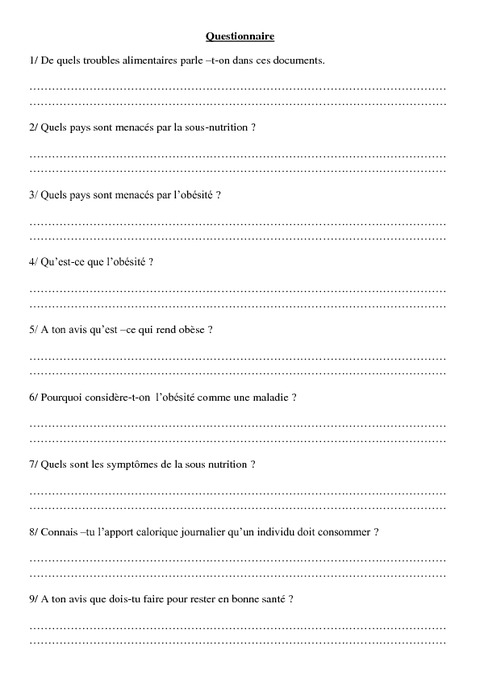 Questionnaire
1/ De quels troubles alimentaires parle –t-on dans ces documents.
……………………………………………………………………………………………………
……………………………………………………………………………………………………
2/ Quels pays sont menacés par la sous-nutrition ?
……………………………………………………………………………………………………
……………………………………………………………………………………………………
3/ Quels pays sont menacés par l'obésité ?
……………………………………………………………………………………………………
……………………………………………………………………………………………………
4/ Qu'est-ce que l'obésité ?
……………………………………………………………………………………………………
……………………………………………………………………………………………………
5/ A ton avis qu'est –ce qui rend obèse ?
……………………………………………………………………………………………………
……………………………………………………………………………………………………
6/ Pourquoi considère-t-on l'obésité comme une maladie ?
……………………………………………………………………………………………………
……………………………………………………………………………………………………
7/ Quels sont les symptômes de la sous nutrition ?
……………………………………………………………………………………………………
……………………………………………………………………………………………………
8/ Connais –tu l'apport calorique journalier qu'un individu doit consommer ?
……………………………………………………………………………………………………
……………………………………………………………………………………………………
9/ A ton avis que dois-tu faire pour rester en bonne santé ?
……………………………………………………………………………………………………
……………………………………………………………………………………………………